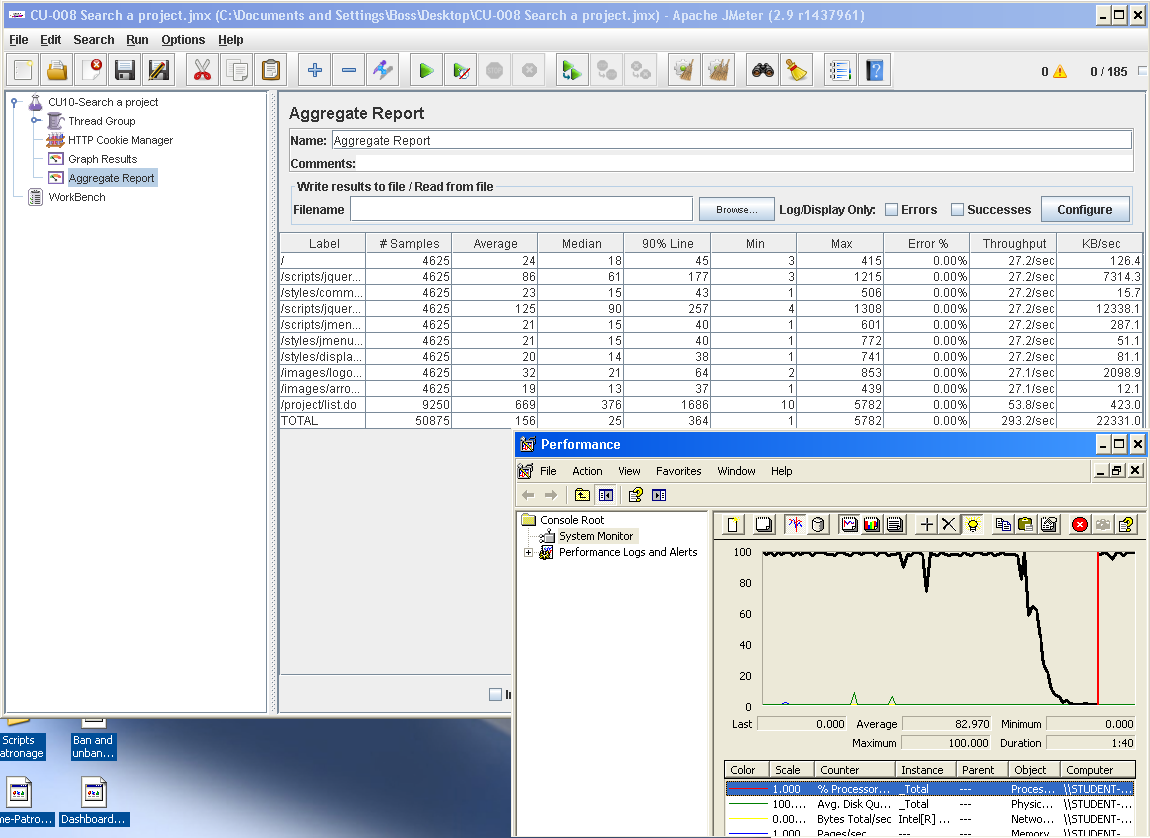 CU-008 Search a project.jmx (C:\Documents and Settings\Boss\Desktop\CU-008 Search a project.jmx) - Apache JMeter (2.9 r1437961)
File Edit Search Run Options Help
0 0 / 185
CU10-Search a project
Thread Group
HTTP Cookie Manager
Graph Results
Aggregate Report
WorkBench
Aggregate Report
Name: Aggregate Report
Comments:
Write results to file / Read from file
Filename Browse... Log/Display Only: Errors Successes Configure
Label # Samples Average Median 90% Line Min Max Error % Throughput KB/sec
/ 4625 24 18 45 3 415 0.00% 27.2/sec 126.4
/scripts/jquer... 4625 86 61 177 3 1215 0.00% 27.2/sec 7314.3
/styles/comm... 4625 23 15 43 1 506 0.00% 27.2/sec 15.7
/scripts/jquer... 4625 125 90 257 4 1308 0.00% 27.2/sec 12338.1
/scripts/jmen... 4625 21 15 40 1 601 0.00% 27.2/sec 287.1
/styles/jmenu... 4625 21 15 40 1 772 0.00% 27.2/sec 51.1
/styles/displa... 4625 20 14 38 1 741 0.00% 27.2/sec 81.1
/images/logo... 4625 32 21 64 2 853 0.00% 27.1/sec 2098.9
/images/arro... 4625 19 13 37 1 439 0.00% 27.1/sec 12.1
/project/list.do 9250 669 376 1686 10 5782 0.00% 53.8/sec 423.0
TOTAL 50875 156 25 364 1 5782 0.00% 293.2/sec 22331.0
Performance
File Action View Favorites Window Help
Console Root
System Monitor
Performance Logs and Alerts
100
80
60
40
20
0
Last 0.000 Average 82.970 Minimum 0.000
Maximum 100.000 Duration 1:40
Color Scale Counter Instance Parent Object Computer
1.000 % Processor... _Total --- Proces... \\STUDENT-...
100.... Avg. Disk Qu... _Total --- Physic... \\STUDENT-...
0.00... Bytes Total/sec Intel[R] ... --- Netwo... \\STUDENT-...
1.000 Pages/sec --- --- Memory \\STUDENT-...
Scripts
atronage
Ban and
unban...
me-Patro...
Dashboard...